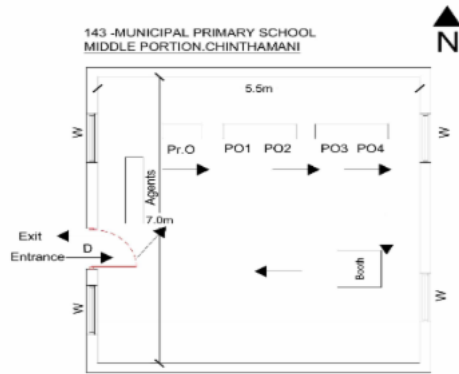 143 -MUNICIPAL PRIMARY SCHOOL
MIDDLE PORTION.CHINTHAMANI
N
5.5m
W
W
Pr.O
PO1
PO2
PO3
PO4
Agents
7.0m
Exit
D
Entrance
Booth
W
W